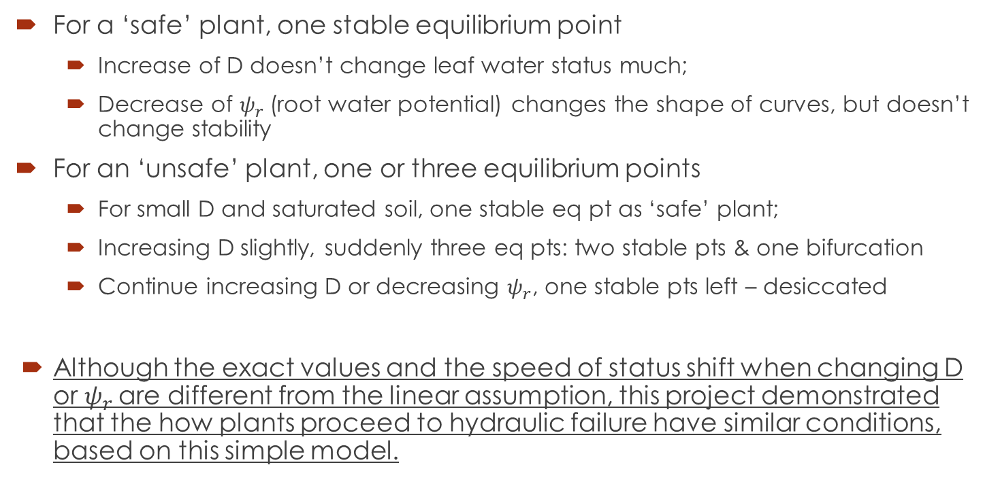 For a ‘safe’ plant, one stable equilibrium point
Increase of D doesn’t change leaf water status much;
Decrease of ψᵣ (root water potential) changes the shape of curves, but doesn’t
change stability
For an ‘unsafe’ plant, one or three equilibrium points
For small D and saturated soil, one stable eq pt as ‘safe’ plant;
Increasing D slightly, suddenly three eq pts: two stable pts & one bifurcation
Continue increasing D or decreasing ψᵣ, one stable pts left – desiccated
Although the exact values and the speed of status shift when changing D
or ψᵣ are different from the linear assumption, this project demonstrated
that the how plants proceed to hydraulic failure have similar conditions,
based on this simple model.